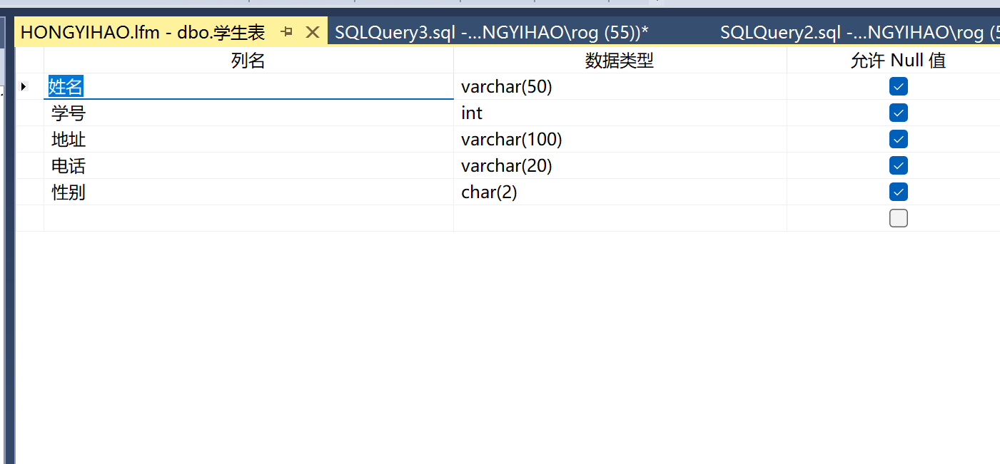 HONGYIHAO.lfm - dbo.学生表 SQLQuery3.sql -...NGYIHAO\rog (55))* SQLQuery2.sql -...NGYIHAO\rog (5
列名 数据类型 允许 Null 值
姓名 varchar(50)
学号 int
地址 varchar(100)
电话 varchar(20)
性别 char(2)